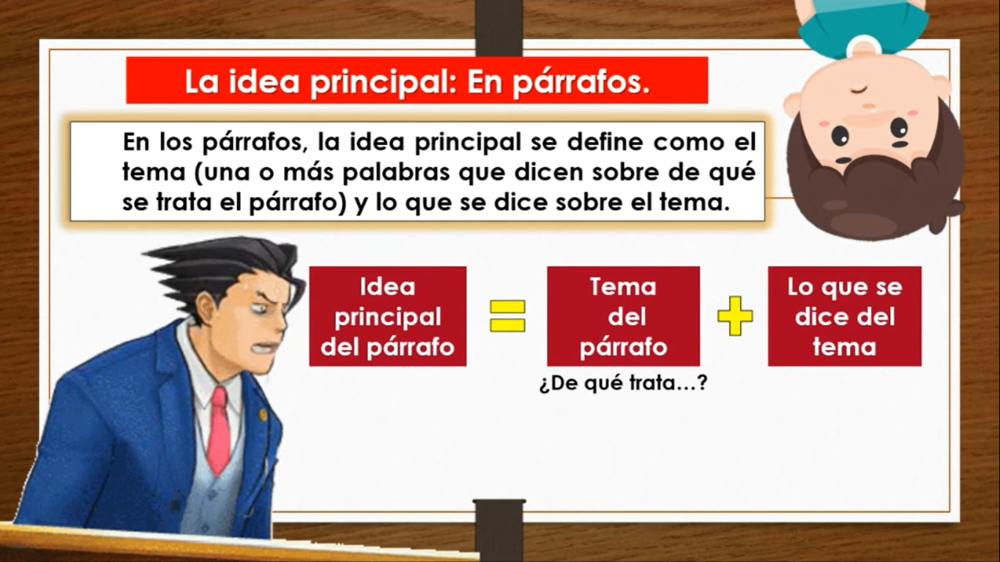 La idea principal: En párrafos.
En los párrafos, la idea principal se define como el
tema (una o más palabras que dicen sobre de qué
se trata el párrafo) y lo que se dice sobre el tema.
Idea
principal
del párrafo
Tema
del
párrafo
Lo que se
dice del
tema
¿De qué trata...?